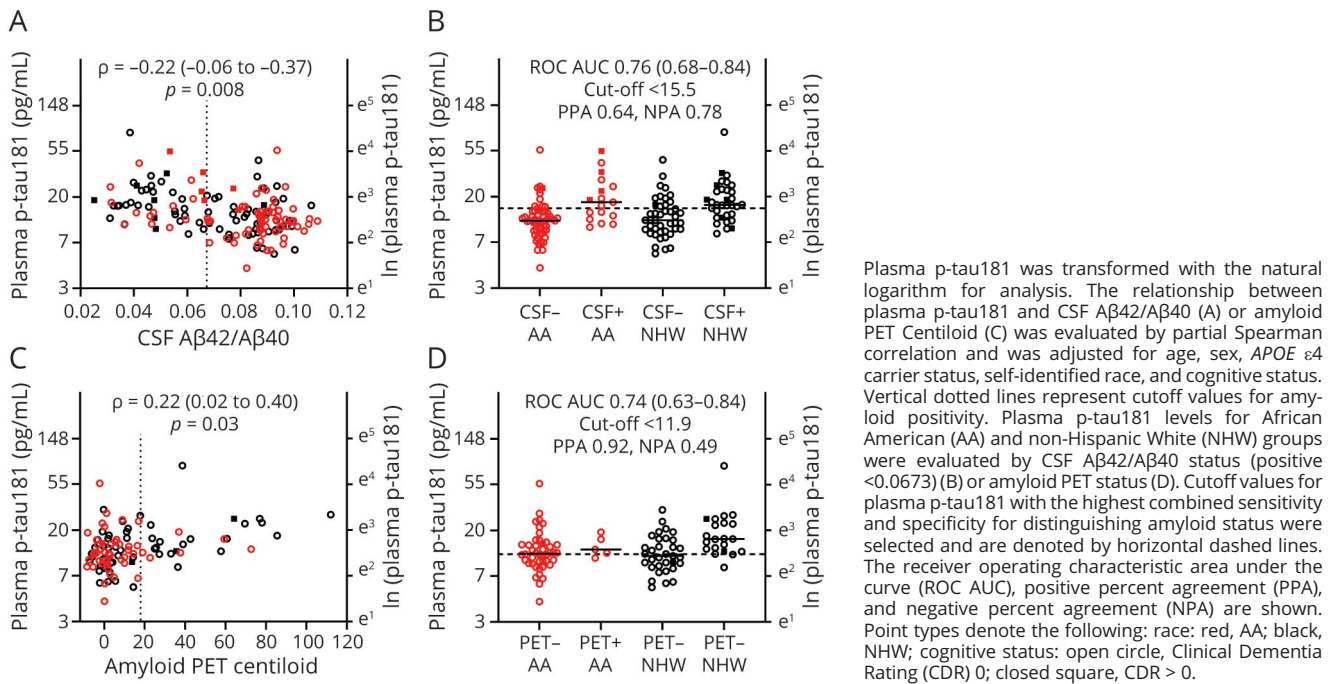 A
Plasma p-tau181 (pg/mL)
148
55
20
7
3
ρ = –0.22 (–0.06 to –0.37)
p = 0.008
e5
e4
e3
e2
e1
ln (plasma p-tau181)
0.02 0.04 0.06 0.08 0.10 0.12
CSF Aβ42/Aβ40
B
Plasma p-tau181 (pg/mL)
148
55
20
7
3
ROC AUC 0.76 (0.68–0.84)
Cut-off <15.5
PPA 0.64, NPA 0.78
e5
e4
e3
e2
e1
ln (plasma p-tau181)
CSF– CSF+ CSF– CSF+
AA AA NHW NHW
C
Plasma p-tau181 (pg/mL)
148
55
20
7
3
ρ = 0.22 (0.02 to 0.40)
p = 0.03
e5
e4
e3
e2
e1
ln (plasma p-tau181)
0 20 40 60 80 100 120
Amyloid PET centiloid
D
Plasma p-tau181 (pg/mL)
148
55
20
7
3
ROC AUC 0.74 (0.63–0.84)
Cut-off <11.9
PPA 0.92, NPA 0.49
e5
e4
e3
e2
e1
ln (plasma p-tau181)
PET– PET+ PET– PET–
AA AA NHW NHW
Plasma p-tau181 was transformed with the natural
logarithm for analysis. The relationship between
plasma p-tau181 and CSF Aβ42/Aβ40 (A) or amyloid
PET Centiloid (C) was evaluated by partial Spearman
correlation and was adjusted for age, sex, APOE ε4
carrier status, self-identified race, and cognitive status.
Vertical dotted lines represent cutoff values for amy-
loid positivity. Plasma p-tau181 levels for African
American (AA) and non-Hispanic White (NHW) groups
were evaluated by CSF Aβ42/Aβ40 status (positive
<0.0673) (B) or amyloid PET status (D). Cutoff values for
plasma p-tau181 with the highest combined sensitivity
and specificity for distinguishing amyloid status were
selected and are denoted by horizontal dashed lines.
The receiver operating characteristic area under the
curve (ROC AUC), positive percent agreement (PPA),
and negative percent agreement (NPA) are shown.
Point types denote the following: race: red, AA; black,
NHW; cognitive status: open circle, Clinical Dementia
Rating (CDR) 0; closed square, CDR > 0.